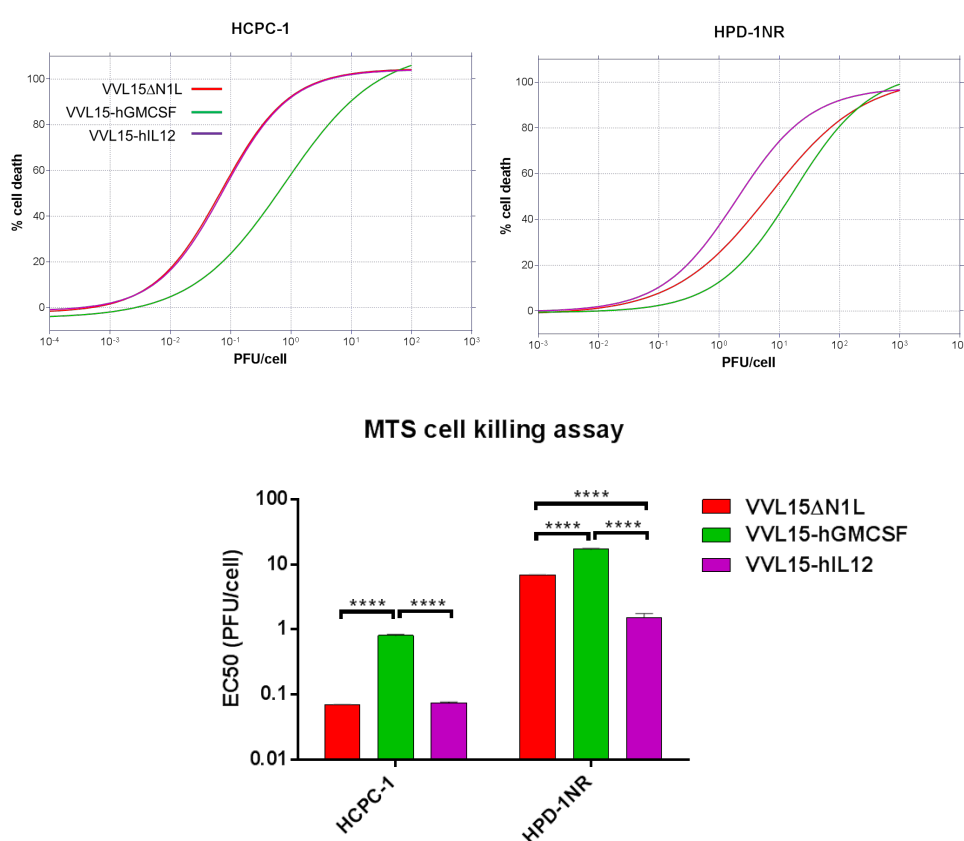 HCPC-1
% cell death
100
80
60
40
20
0
VVL15ΔN1L
VVL15-hGMCSF
VVL15-hIL12
10⁻⁴ 10⁻³ 10⁻² 10⁻¹ 10⁰ 10¹ 10² 10³
PFU/cell
HPD-1NR
% cell death
100
80
60
40
20
0
10⁻³ 10⁻² 10⁻¹ 10⁰ 10¹ 10² 10³ 10
PFU/cell
MTS cell killing assay
EC50 (PFU/cell)
100
10
1
0.1
0.01
**** ****
****
**** ****
HCPC-1
HPD-1NR
VVL15ΔN1L
VVL15-hGMCSF
VVL15-hIL12